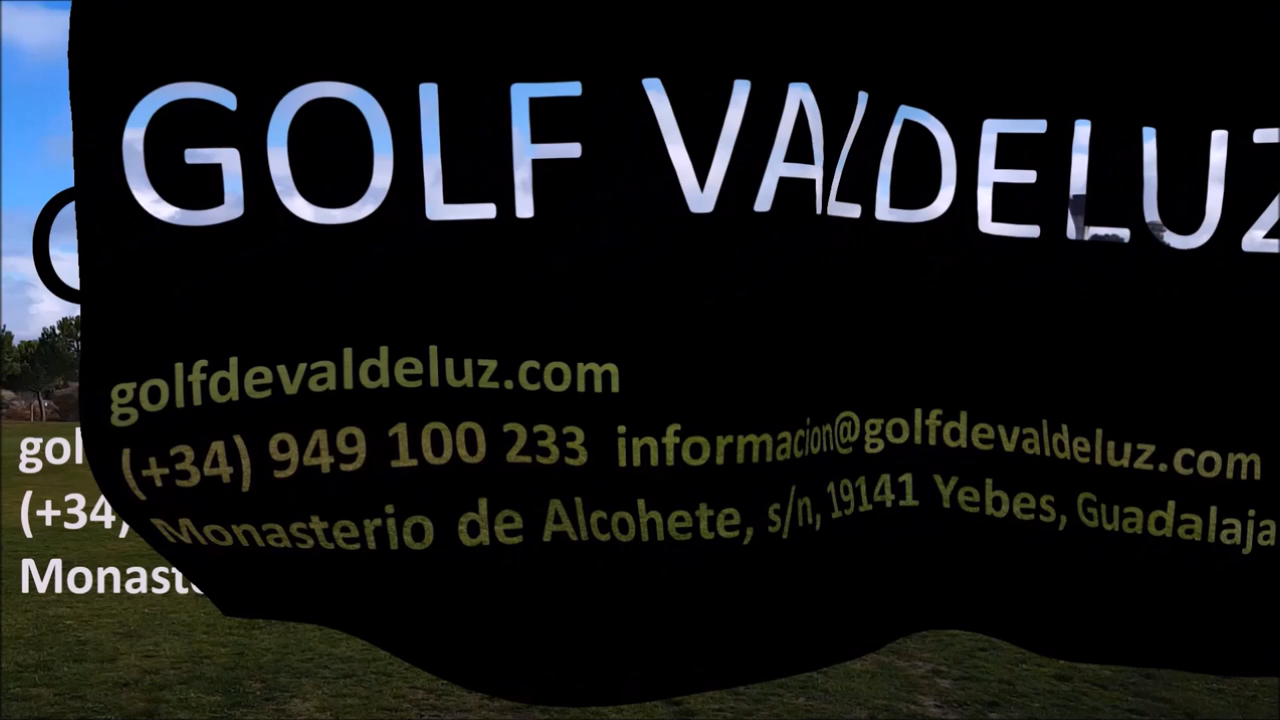 GOLF VALDELUZ
golfdevaldeluz.com
(+34) 949 100 233 informacion@golfdevaldeluz.com
Monasterio de Alcohete, s/n, 19141 Yebes, Guadalaja
G
gol
(+34)
Monast